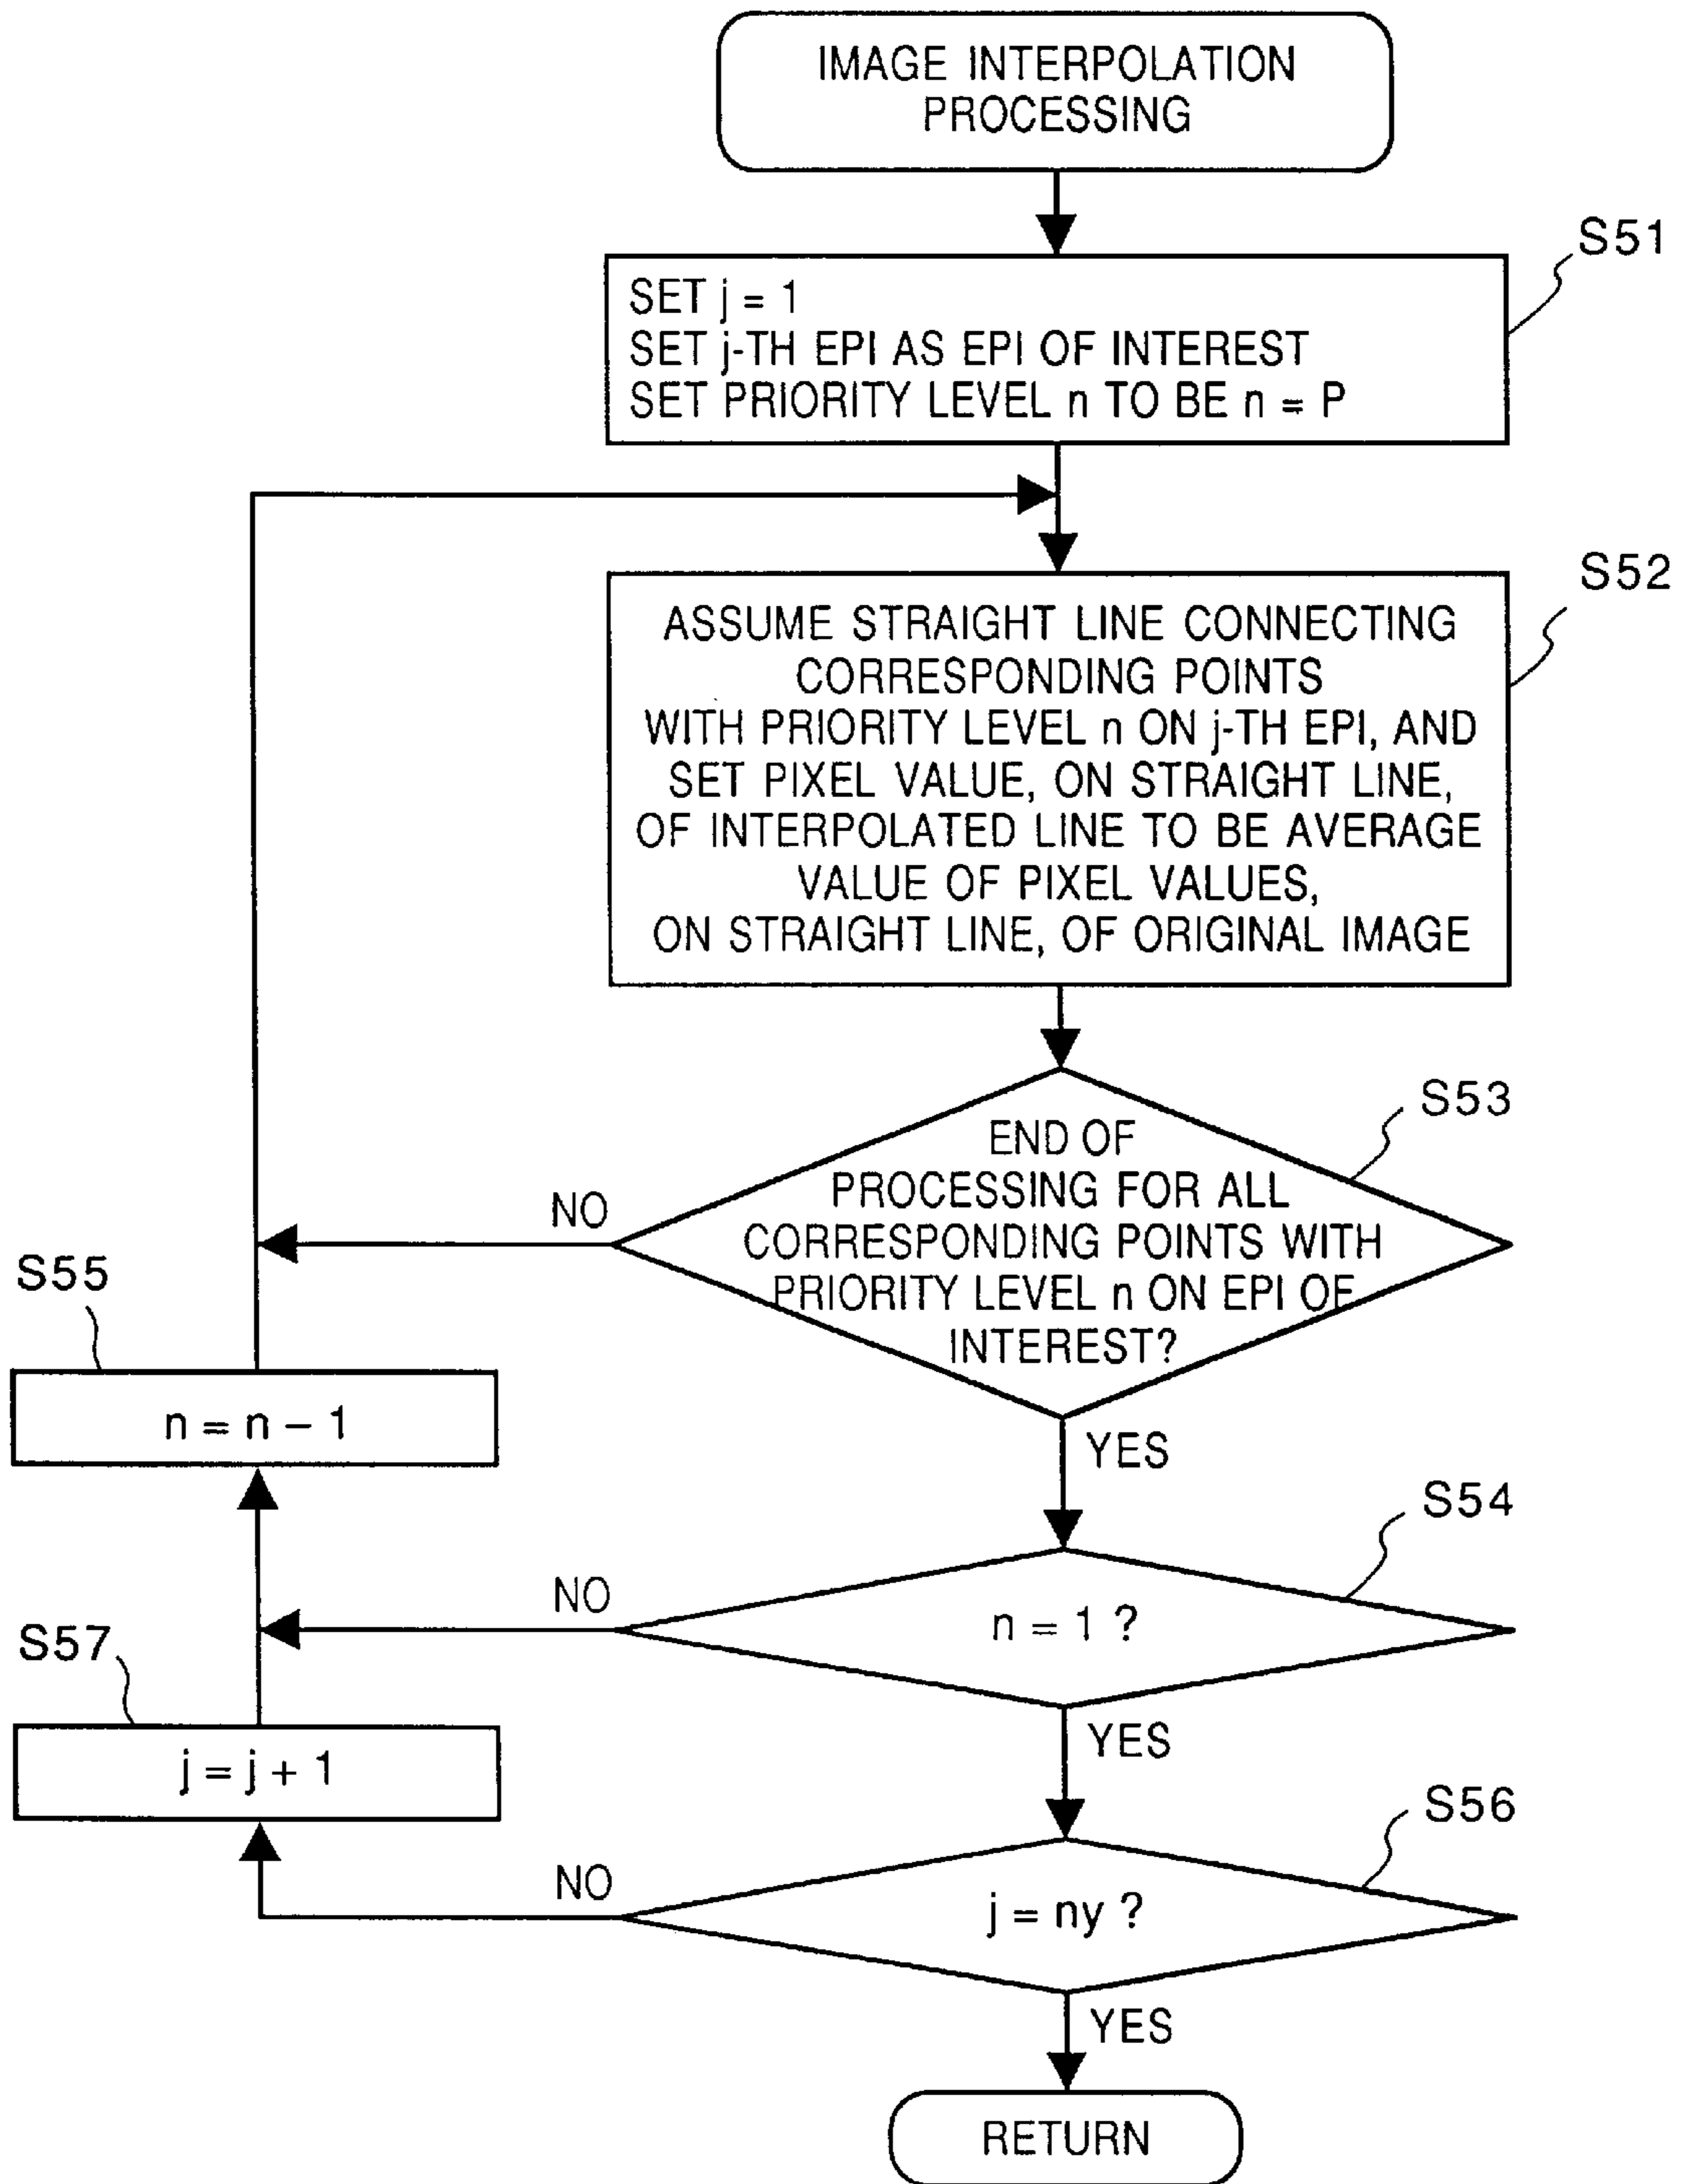 IMAGE INTERPOLATION
PROCESSING
S51
SET j = 1
SET j-TH EPI AS EPI OF INTEREST
SET PRIORITY LEVEL n TO BE n = P
S52
ASSUME STRAIGHT LINE CONNECTING
CORRESPONDING POINTS
WITH PRIORITY LEVEL n ON j-TH EPI, AND
SET PIXEL VALUE, ON STRAIGHT LINE,
OF INTERPOLATED LINE TO BE AVERAGE
VALUE OF PIXEL VALUES,
ON STRAIGHT LINE, OF ORIGINAL IMAGE
S53
END OF
PROCESSING FOR ALL
CORRESPONDING POINTS WITH
PRIORITY LEVEL n ON EPI OF
INTEREST?
NO
S55
n = n – 1
YES
S54
n = 1 ?
NO
S57
j = j + 1
YES
S56
j = ny ?
NO
YES
RETURN